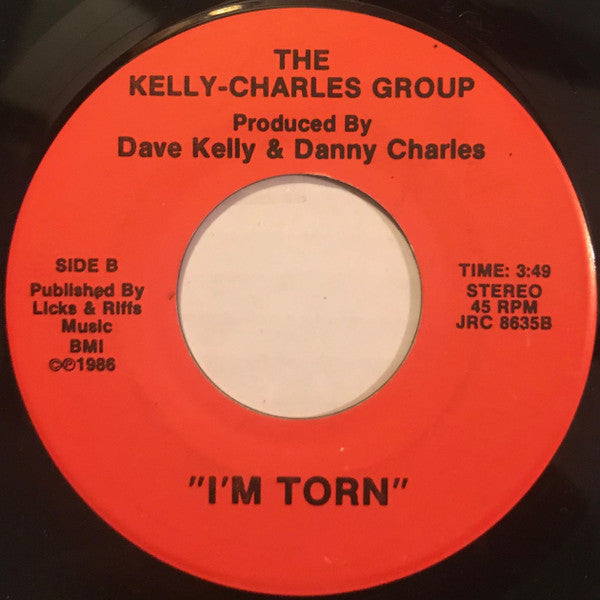 THE
KELLY-CHARLES GROUP
Produced By
Dave Kelly & Danny Charles
SIDE B
Published By
Licks & Riffs
Music
BMI
©℗1986
TIME: 3:49
STEREO
45 RPM
JRC 8635B
"I'M TORN"